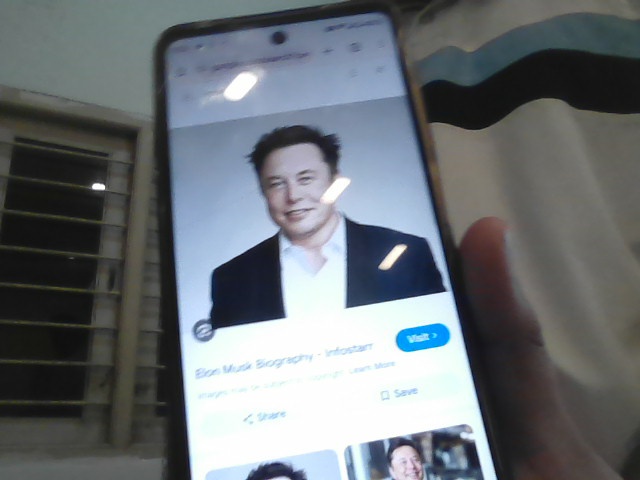 Elon Musk Biography - Infostarr
Visit >
Images may be subject to copyright. Learn More
Share
Save